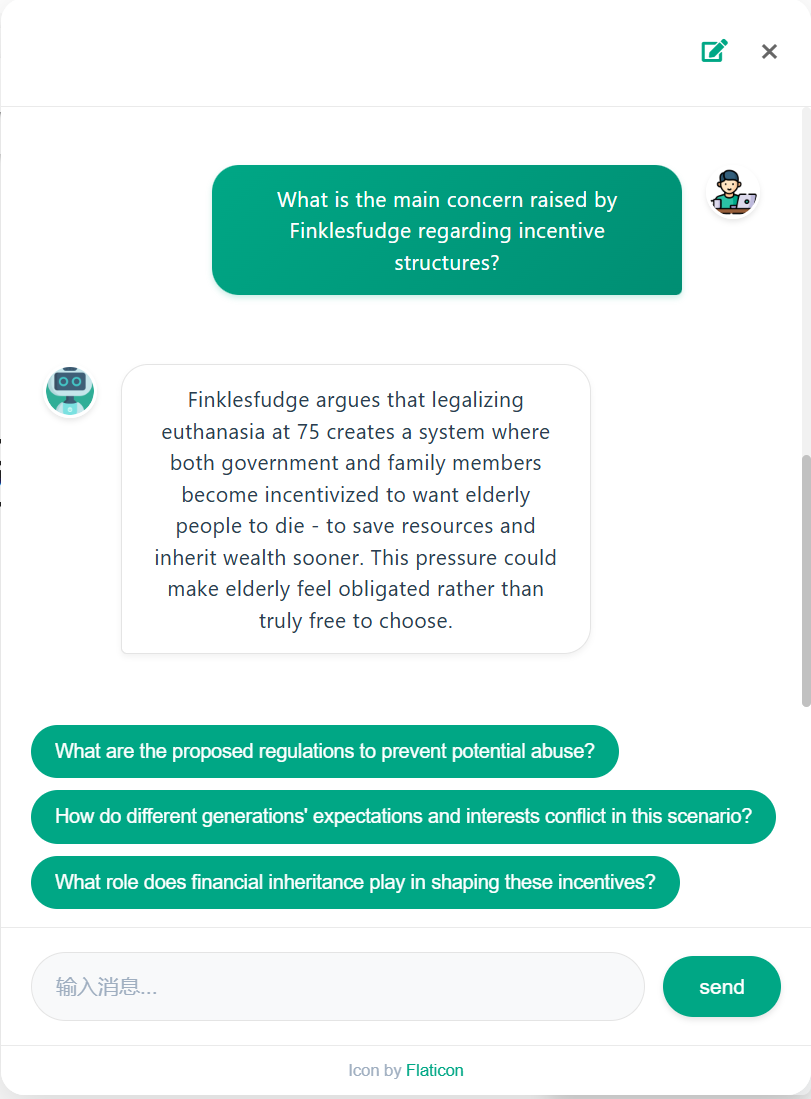 What is the main concern raised by
Finklesfudge regarding incentive
structures?
Finklesfudge argues that legalizing
euthanasia at 75 creates a system where
both government and family members
become incentivized to want elderly
people to die - to save resources and
inherit wealth sooner. This pressure could
make elderly feel obligated rather than
truly free to choose.
What are the proposed regulations to prevent potential abuse?
How do different generations' expectations and interests conflict in this scenario?
What role does financial inheritance play in shaping these incentives?
输入消息...
send
Icon by Flaticon